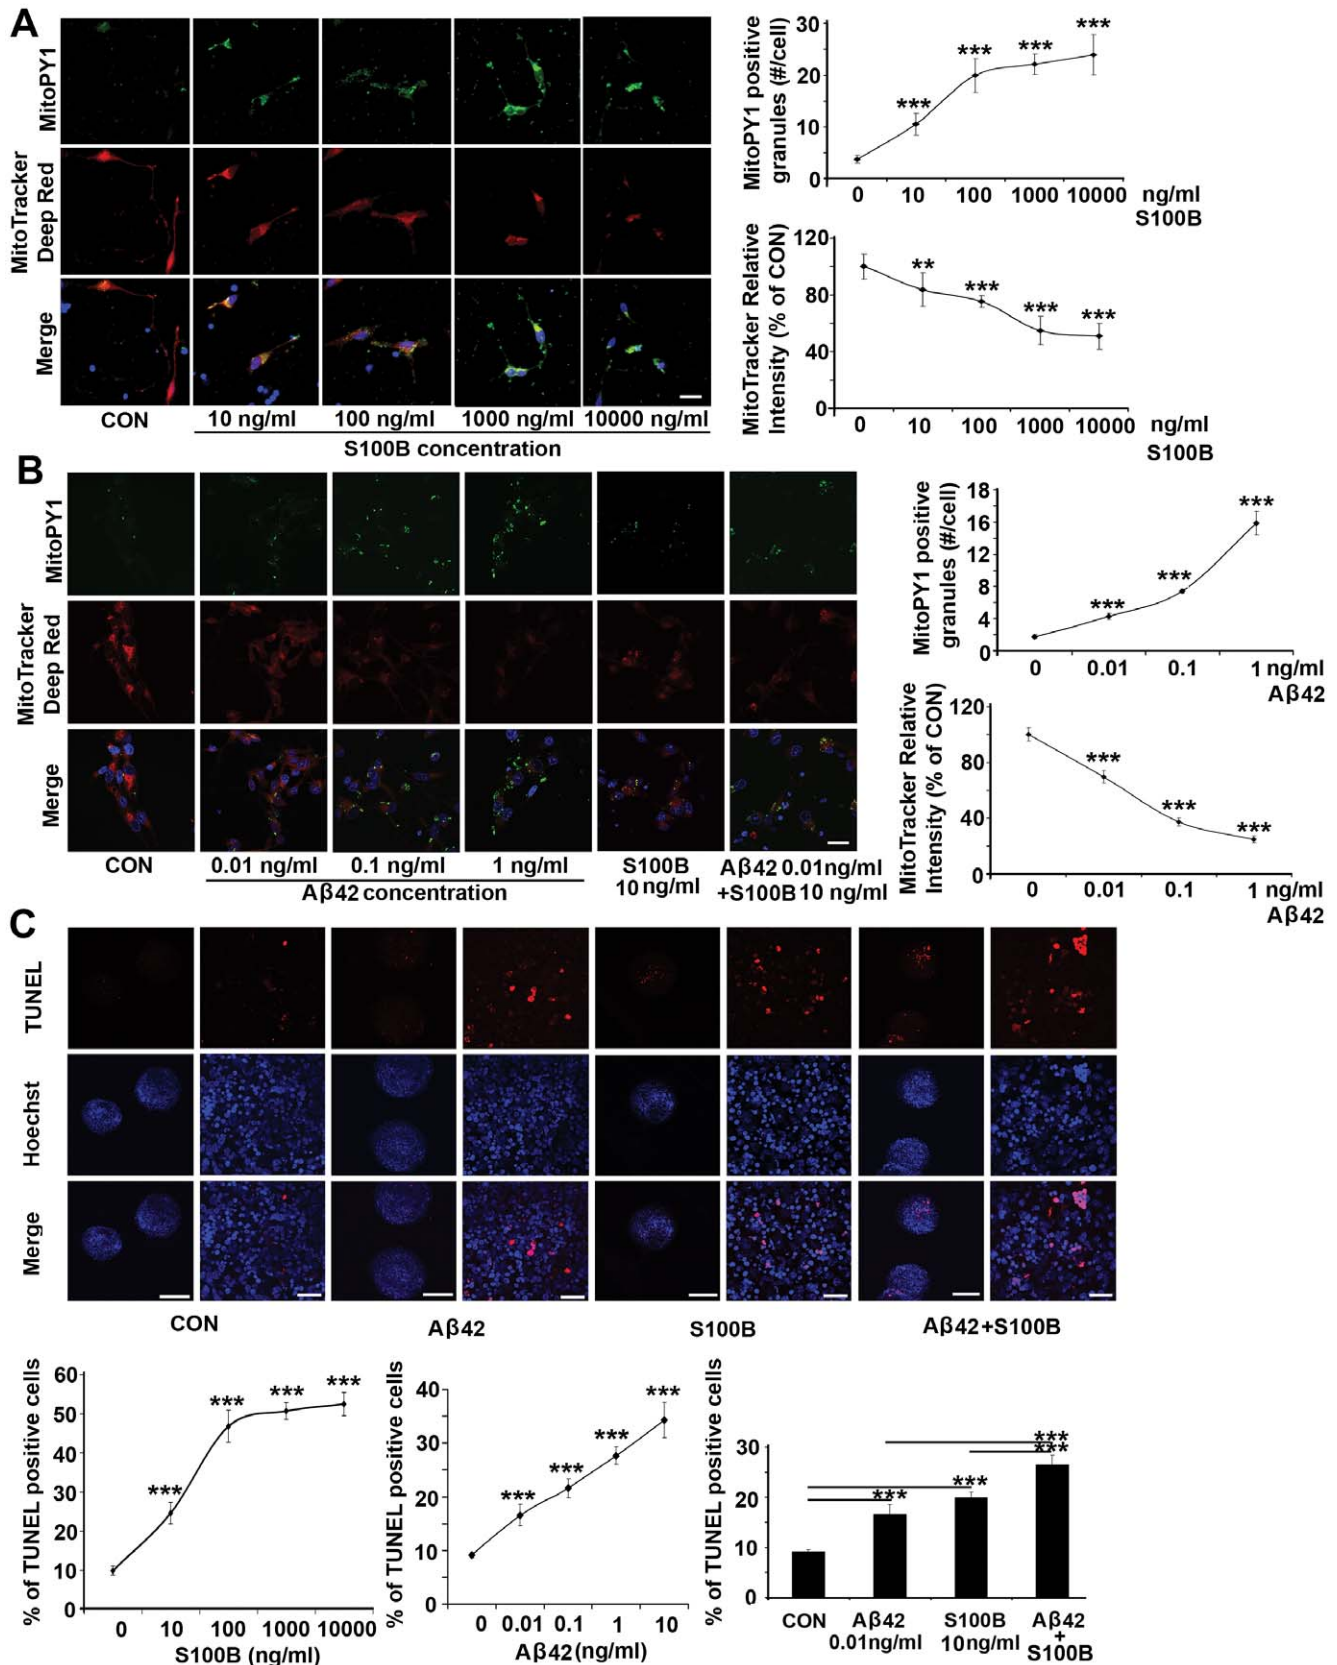 A
MitoPY1
MitoTracker
Deep Red
Merge
CON
10 ng/ml
100 ng/ml
1000 ng/ml
10000 ng/ml
S100B concentration
MitoPY1 positive
granules (#/cell)
30
20
10
0
***
***
***
***
0
10
100
1000
10000
ng/ml
S100B
MitoTracker Relative
Intensity (% of CON)
120
80
40
0
**
***
***
***
0
10
100
1000
10000
ng/ml
S100B
B
MitoPY1
MitoTracker
Deep Red
Merge
CON
0.01 ng/ml
0.1 ng/ml
1 ng/ml
Aβ42 concentration
S100B
10 ng/ml
Aβ42 0.01ng/ml
+S100B 10 ng/ml
MitoPY1 positive
granules (#/cell)
18
16
12
8
4
0
***
***
***
0
0.01
0.1
1 ng/ml
Aβ42
MitoTracker Relative
Intensity (% of CON)
120
80
40
0
***
***
***
0
0.01
0.1
1 ng/ml
Aβ42
C
TUNEL
Hoechst
Merge
CON
Aβ42
S100B
Aβ42+S100B
% of TUNEL positive cells
60
50
40
30
20
10
0
***
***
***
***
0
10
100
1000
10000
S100B (ng/ml)
% of TUNEL positive cells
40
30
20
10
0
***
***
***
***
0
0.01
0.1
1
10
Aβ42 (ng/ml)
% of TUNEL positive cells
30
20
10
0
***
***
***
***
CON
Aβ42
0.01ng/ml
S100B
10ng/ml
Aβ42
+
S100B